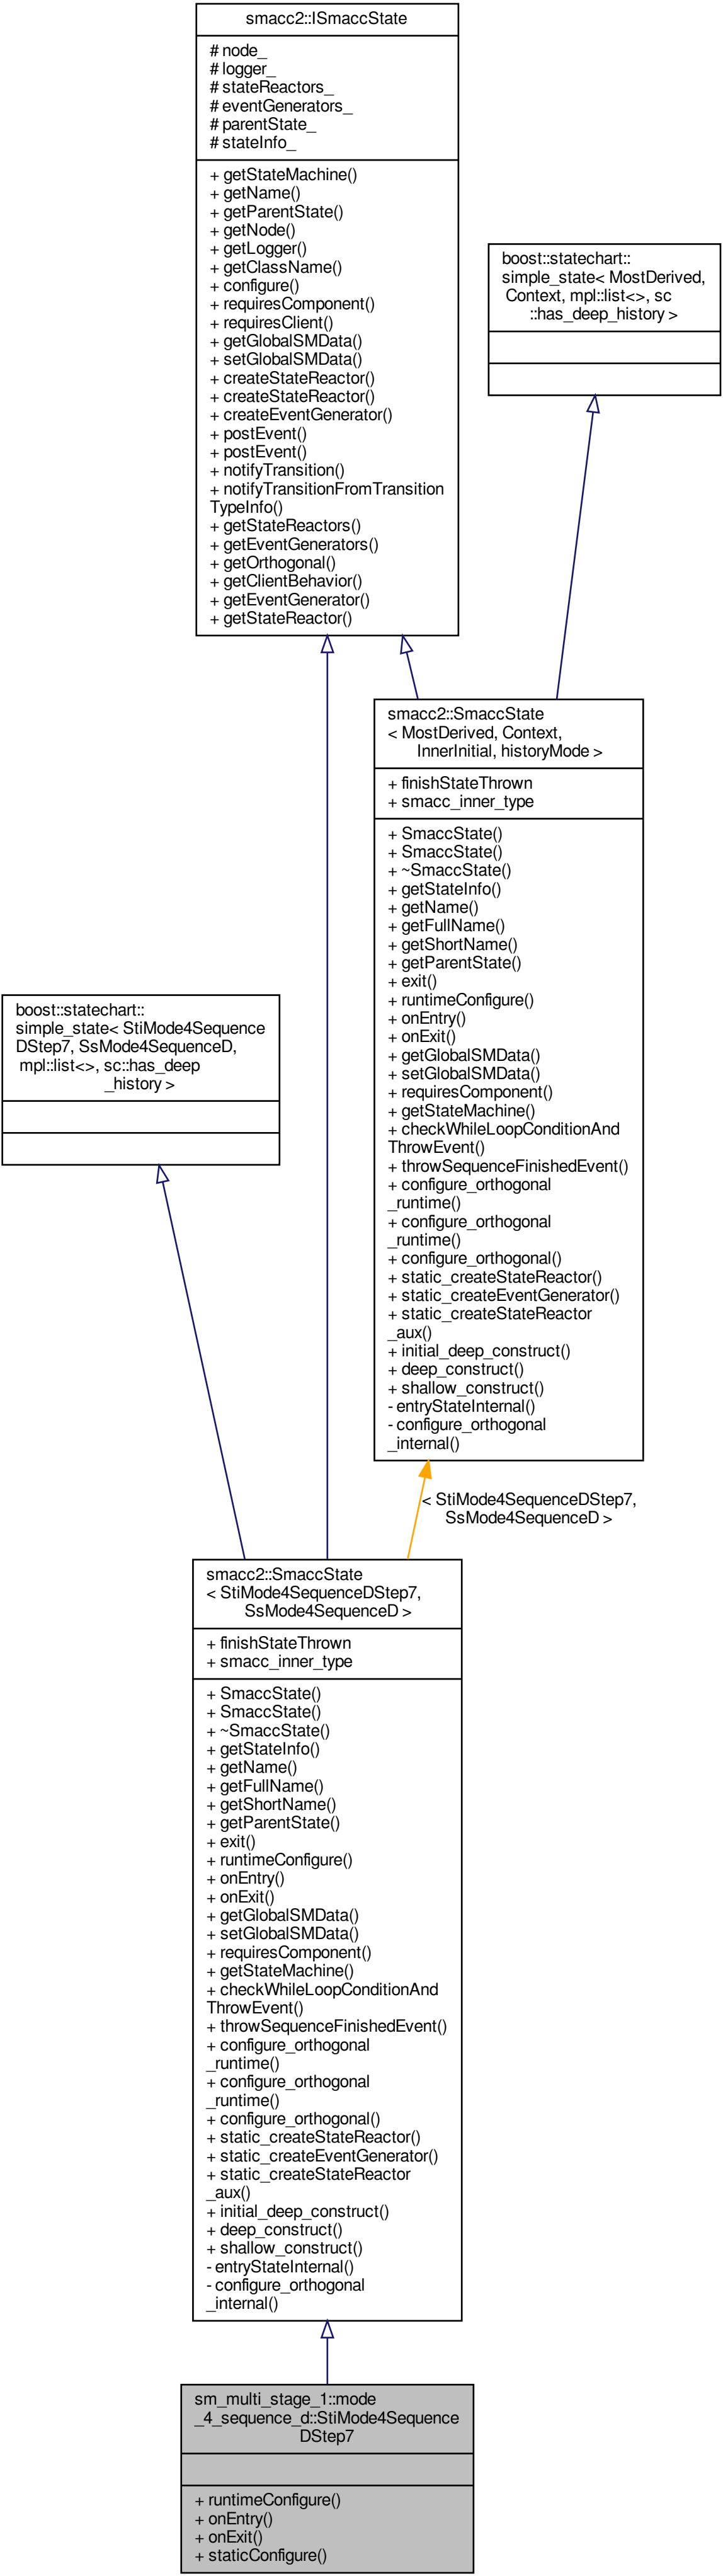 smacc2::ISmaccState
# node_
# logger_
# stateReactors_
# eventGenerators_
# parentState_
# stateInfo_
+ getStateMachine()
+ getName()
+ getParentState()
+ getNode()
+ getLogger()
+ getClassName()
+ configure()
+ requiresComponent()
+ requiresClient()
+ getGlobalSMData()
+ setGlobalSMData()
+ createStateReactor()
+ createStateReactor()
+ createEventGenerator()
+ postEvent()
+ postEvent()
+ notifyTransition()
+ notifyTransitionFromTransition
TypeInfo()
+ getStateReactors()
+ getEventGenerators()
+ getOrthogonal()
+ getClientBehavior()
+ getEventGenerator()
+ getStateReactor()
boost::statechart::
simple_state< MostDerived,
Context, mpl::list<>, sc
::has_deep_history >
smacc2::SmaccState
< MostDerived, Context,
InnerInitial, historyMode >
+ finishStateThrown
+ smacc_inner_type
+ SmaccState()
+ SmaccState()
+ ~SmaccState()
+ getStateInfo()
+ getName()
+ getFullName()
+ getShortName()
+ getParentState()
+ exit()
+ runtimeConfigure()
+ onEntry()
+ onExit()
+ getGlobalSMData()
+ setGlobalSMData()
+ requiresComponent()
+ getStateMachine()
+ checkWhileLoopConditionAnd
ThrowEvent()
+ throwSequenceFinishedEvent()
+ configure_orthogonal
_runtime()
+ configure_orthogonal
_runtime()
+ configure_orthogonal()
+ static_createStateReactor()
+ static_createEventGenerator()
+ static_createStateReactor
_aux()
+ initial_deep_construct()
+ deep_construct()
+ shallow_construct()
- entryStateInternal()
- configure_orthogonal
_internal()
boost::statechart::
simple_state< StiMode4Sequence
DStep7, SsMode4SequenceD,
mpl::list<>, sc::has_deep
_history >
< StiMode4SequenceDStep7,
SsMode4SequenceD >
smacc2::SmaccState
< StiMode4SequenceDStep7,
SsMode4SequenceD >
+ finishStateThrown
+ smacc_inner_type
+ SmaccState()
+ SmaccState()
+ ~SmaccState()
+ getStateInfo()
+ getName()
+ getFullName()
+ getShortName()
+ getParentState()
+ exit()
+ runtimeConfigure()
+ onEntry()
+ onExit()
+ getGlobalSMData()
+ setGlobalSMData()
+ requiresComponent()
+ getStateMachine()
+ checkWhileLoopConditionAnd
ThrowEvent()
+ throwSequenceFinishedEvent()
+ configure_orthogonal
_runtime()
+ configure_orthogonal
_runtime()
+ configure_orthogonal()
+ static_createStateReactor()
+ static_createEventGenerator()
+ static_createStateReactor
_aux()
+ initial_deep_construct()
+ deep_construct()
+ shallow_construct()
- entryStateInternal()
- configure_orthogonal
_internal()
sm_multi_stage_1::mode
_4_sequence_d::StiMode4Sequence
DStep7
+ runtimeConfigure()
+ onEntry()
+ onExit()
+ staticConfigure()